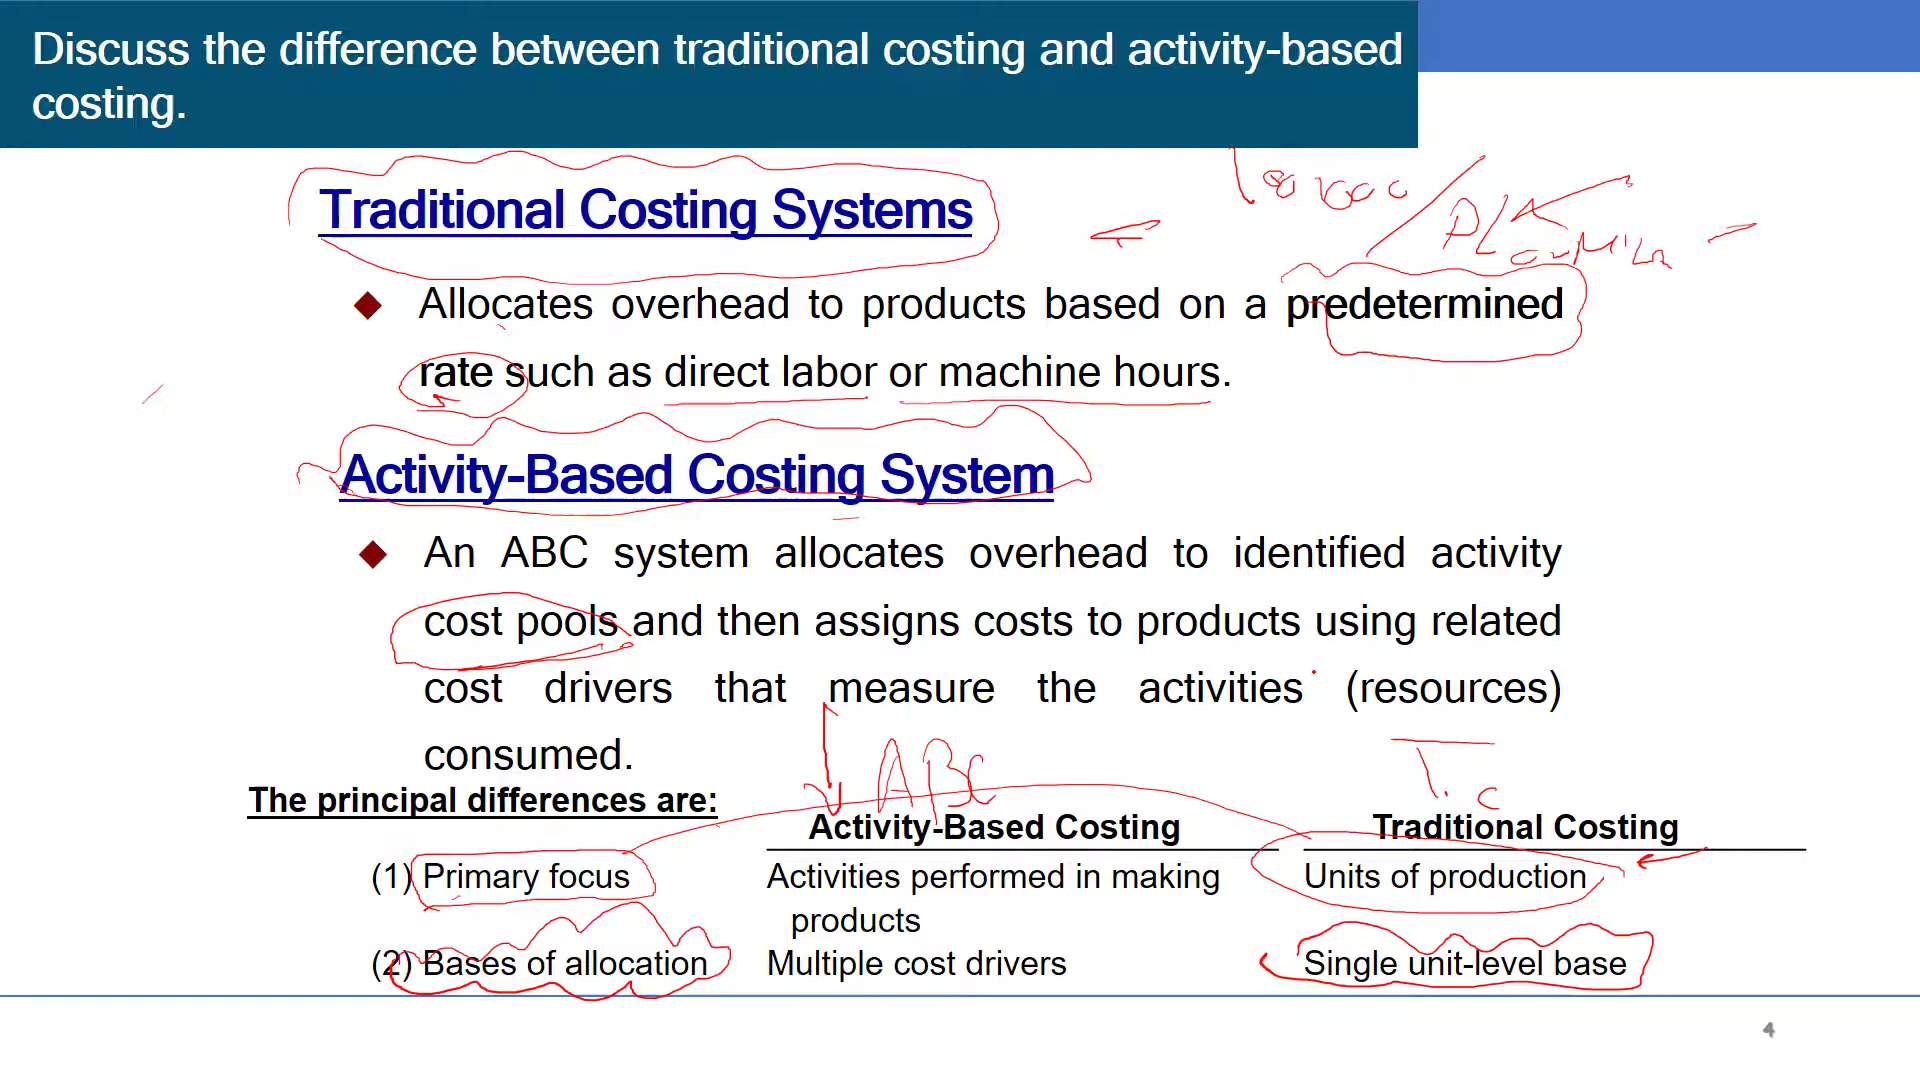 Discuss the difference between traditional costing and activity-based
costing.
Traditional Costing Systems
Allocates overhead to products based on a predetermined
rate such as direct labor or machine hours.
Activity-Based Costing System
An ABC system allocates overhead to identified activity
cost pools and then assigns costs to products using related
cost drivers that measure the activities (resources)
consumed.
ABC
T.C
The principal differences are:
Activity-Based Costing Traditional Costing
(1) Primary focus Activities performed in making Units of production
products
(2) Bases of allocation Multiple cost drivers Single unit-level base
4